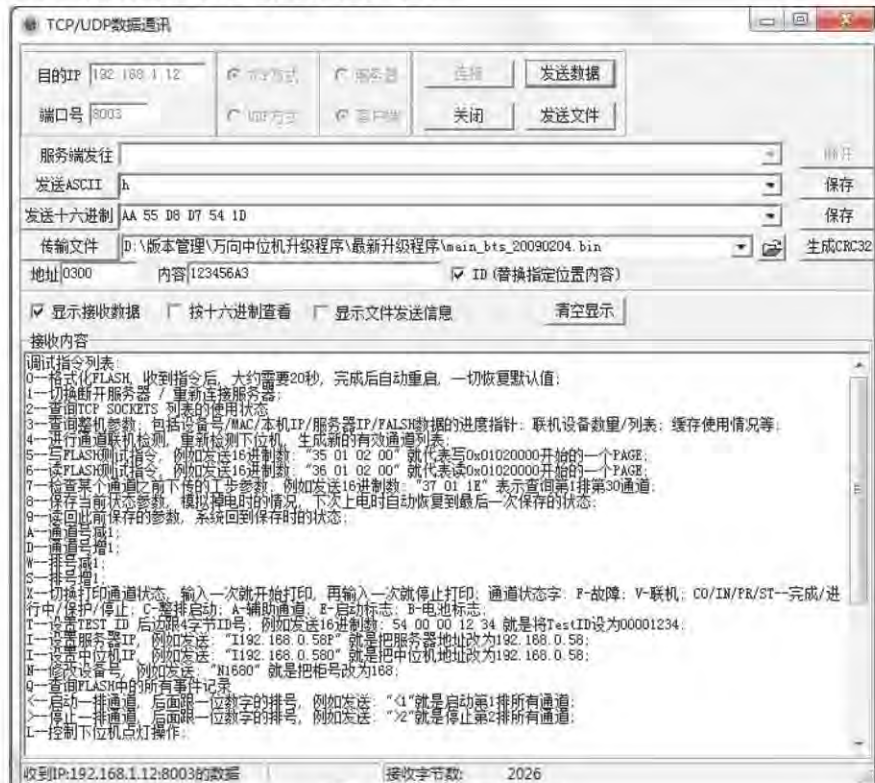 TCP/UDP数据通讯
目的IP 192 168 1 12 TCP方式 服务器 连接 发送数据
端口号 8003 UDP方式 客户端 关闭 发送文件
服务端发往 断开
发送ASCII h 保存
发送十六进制 AA 55 D8 D7 54 1D 保存
传输文件 D:\版本管理\万向中位机升级程序\最新升级程序\main_bts_20090204.bin 生成CRC32
地址 0300 内容 123456A3 ID(替换指定位置内容)
显示接收数据 按十六进制查看 显示文件发送信息 清空显示
接收内容
调试指令列表:
0--格式化FLASH, 收到指令后, 大约需要20秒, 完成后自动重启, 一切恢复默认值;
1--切换断开服务器 / 重新连接服务器;
2--查询TCP SOCKETS 列表的使用状态
3--查询整机参数; 包括设备号/MAC/本机IP/服务器IP/FALSH数据的进度指针; 联机设备数量/列表; 缓存使用情况等;
4--进行通道联机检测, 重新检测下位机, 生成新的有效通道列表;
5--写FLASH测试指令, 例如发送16进制数: "35 01 02 00" 就代表写0x01020000开始的一个PAGE;
6--读FLASH测试指令, 例如发送16进制数: "36 01 02 00" 就代表读0x01020000开始的一个PAGE;
7--检查某个通道之前下传的工步参数, 例如发送16进制数: "37 01 1E" 表示查询第1排第30通道;
8--保存当前状态参数, 模拟掉电时的情况, 下次上电时自动恢复到最后一次保存的状态;
9--读回此前保存的参数, 系统回到保存时的状态;
A--通道号减1;
D--通道号增1;
W--排号减1;
S--排号增1;
X--切换打印通道状态, 输入一次就开始打印, 再输入一次就停止打印; 通道状态字: F-故障; V-联机; CO/IN/PR/ST--完成/进
行中/保护/停止; C-整排启动; A-辅助通道; E-启动标志; B-电池标志;
T--设置TEST ID 后边跟4字节ID号; 例如发送16进制数: 54 00 00 12 34 就是将TestID设为00001234;
I--设置服务器IP, 例如发送: "I192.168.0.58P" 就是把服务器地址改为192.168.0.58;
I--设置中位机IP, 例如发送: "I192.168.0.580" 就是把中位机地址改为192.168.0.58;
N--修改设备号, 例如发送: "N1680" 就是把柜号改为168;
Q--查询FLASH中的所有事件记录
<--启动一排通道, 后面跟一位数字的排号, 例如发送: "<1"就是启动第1排所有通道;
>--停止一排通道, 后面跟一位数字的排号, 例如发送: ">2"就是停止第2排所有通道;
L--控制下位机点灯操作;
收到IP:192.168.1.12:8003的数据 接收字节数: 2026